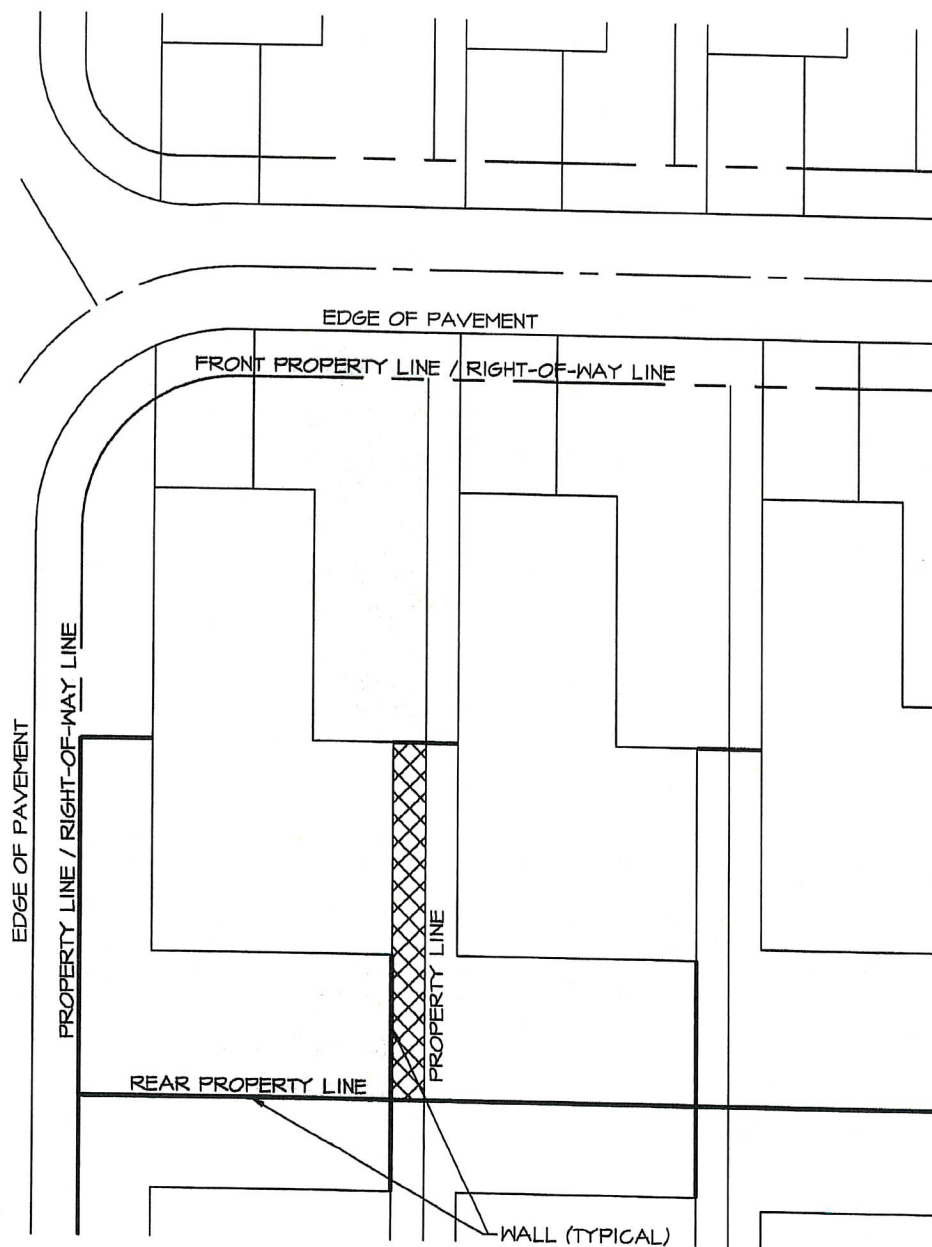 EDGE OF PAVEMENT
FRONT PROPERTY LINE / RIGHT-OF-WAY LINE
EDGE OF PAVEMENT
PROPERTY LINE / RIGHT-OF-WAY LINE
PROPERTY LINE
REAR PROPERTY LINE
WALL (TYPICAL)